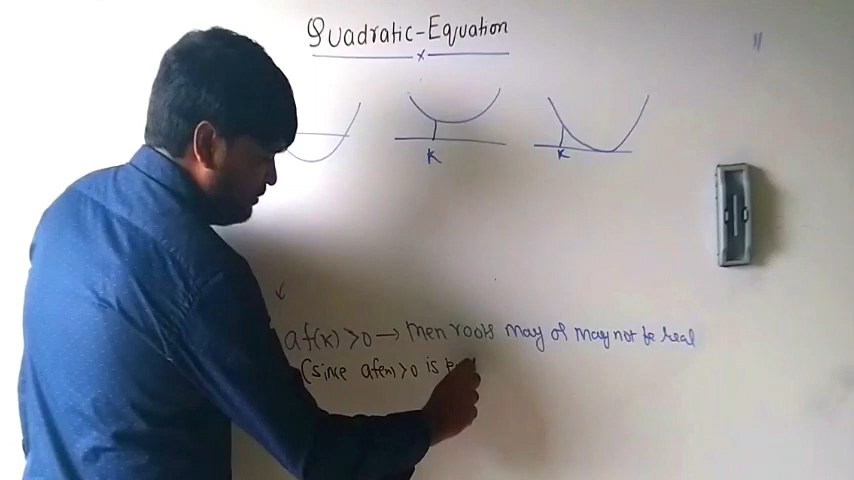 Quadratic-Equation
x
K
K
af(K) >0 → then roots may or may not be real
(since af(K) >0 is